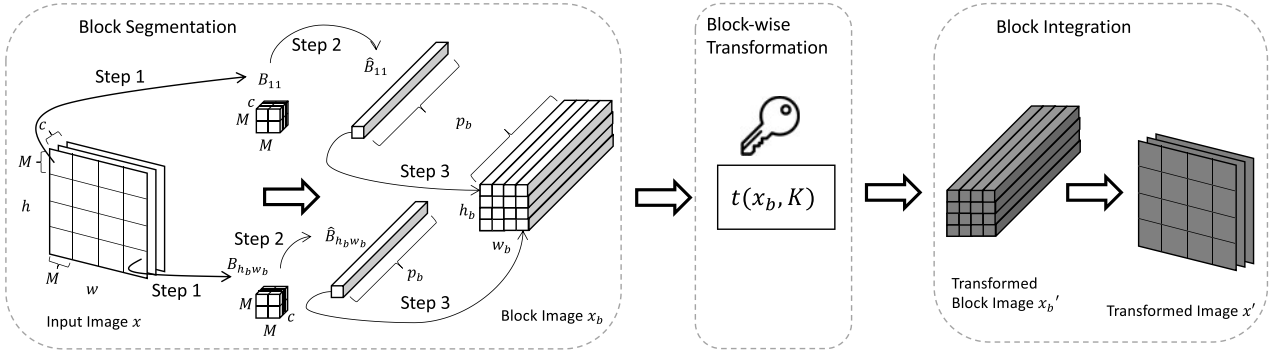 Block Segmentation
Step 1
B₁₁
Step 2
B̂₁₁
c
M
M
p_b
c
M
h
M
w
Input Image x
Step 3
h_b
w_b
Block Image x_b
Step 2
B̂_{h_b w_b}
p_b
Step 1
B_{h_b w_b}
M
M
c
Step 3
Block-wise
Transformation
t(x_b, K)
Block Integration
Transformed
Block Image x_b′
Transformed Image x′